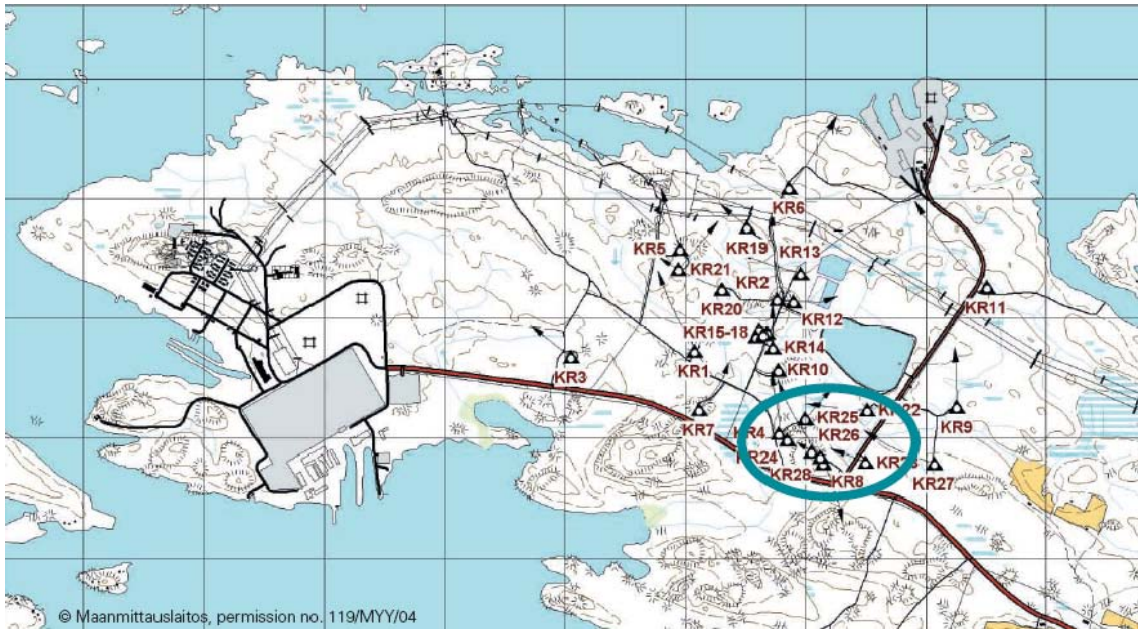 KR6
KR5
KR19
KR13
KR21
KR2
KR11
KR20
KR12
KR15-18
KR14
KR3
KR1
KR10
KR25
KR22
KR9
KR7
KR4
KR26
KR24
KR28
KR8
KR27
© Maanmittauslaitos, permission no. 119/MYY/04